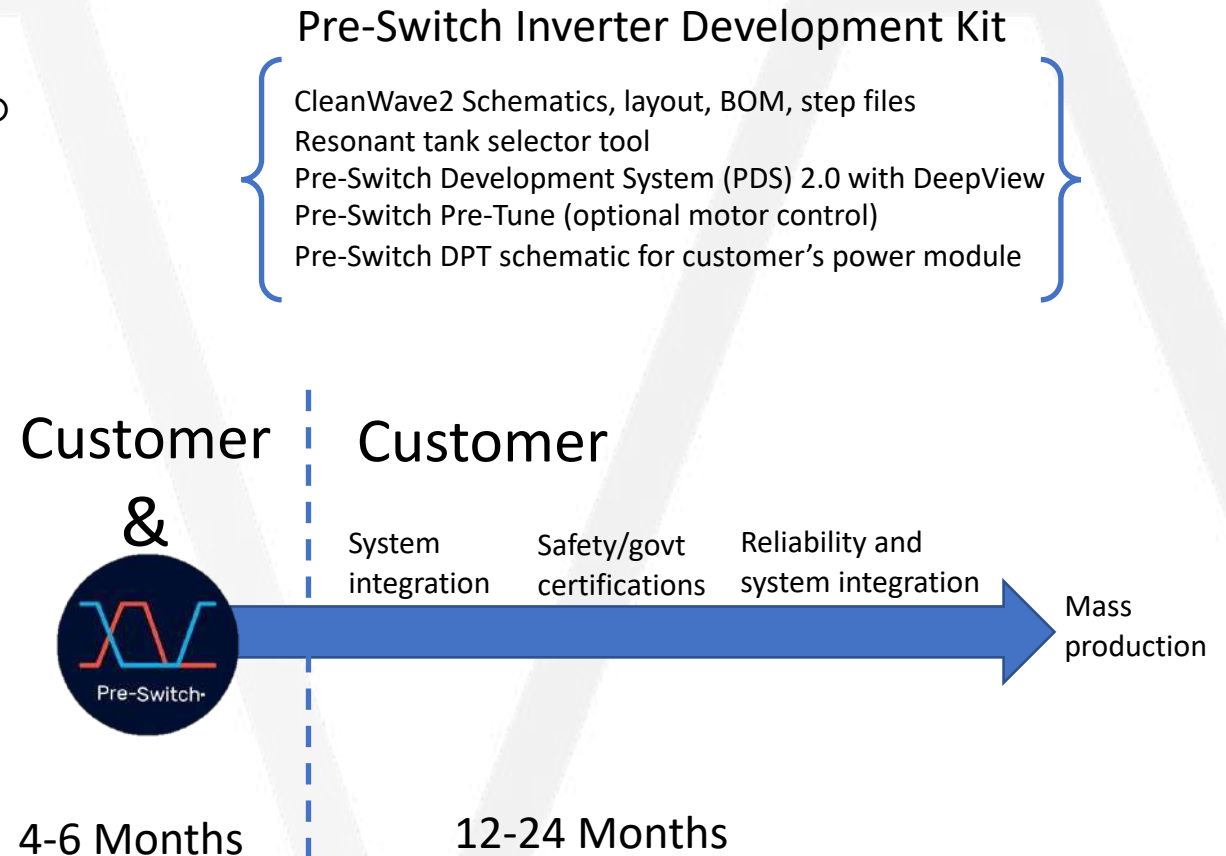 Pre-Switch Inverter Development Kit
CleanWave2 Schematics, layout, BOM, step files
Resonant tank selector tool
Pre-Switch Development System (PDS) 2.0 with DeepView
Pre-Switch Pre-Tune (optional motor control)
Pre-Switch DPT schematic for customer's power module
Customer
&
Pre-Switch
Customer
System
integration
Safety/govt
certifications
Reliability and
system integration
Mass
production
4-6 Months
12-24 Months